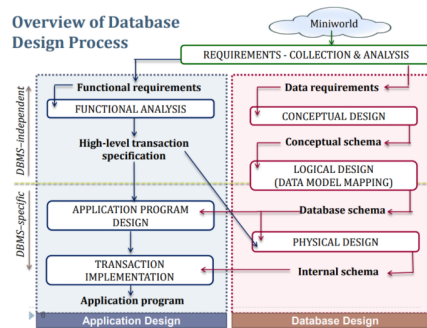 Overview of Database
Design Process
Miniworld
REQUIREMENTS - COLLECTION & ANALYSIS
Functional requirements
FUNCTIONAL ANALYSIS
High-level transaction
specification
APPLICATION PROGRAM
DESIGN
TRANSACTION
IMPLEMENTATION
Application program
Application Design
Data requirements
CONCEPTUAL DESIGN
Conceptual schema
LOGICAL DESIGN
(DATA MODEL MAPPING)
Database schema
PHYSICAL DESIGN
Internal schema
Database Design
DBMS-independent
DBMS-specific